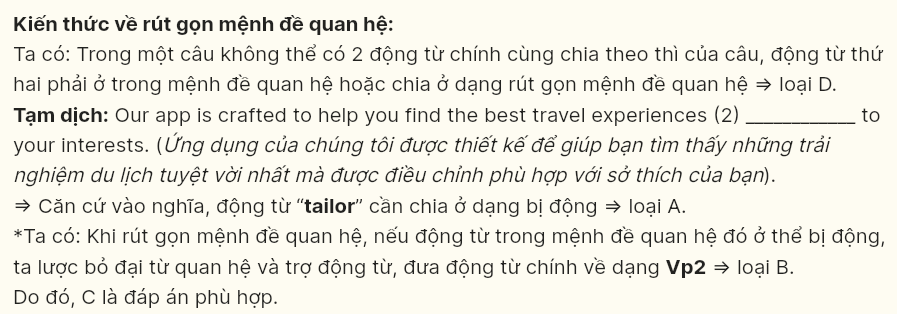 Kiến thức về rút gọn mệnh đề quan hệ:
Ta có: Trong một câu không thể có 2 động từ chính cùng chia theo thì của câu, động từ thứ
hai phải ở trong mệnh đề quan hệ hoặc chia ở dạng rút gọn mệnh đề quan hệ ⇒ loại D.
Tạm dịch: Our app is crafted to help you find the best travel experiences (2) ___________ to
your interests. (Ứng dụng của chúng tôi được thiết kế để giúp bạn tìm thấy những trải
nghiệm du lịch tuyệt vời nhất mà được điều chỉnh phù hợp với sở thích của bạn).
⇒ Căn cứ vào nghĩa, động từ “tailor” cần chia ở dạng bị động ⇒ loại A.
*Ta có: Khi rút gọn mệnh đề quan hệ, nếu động từ trong mệnh đề quan hệ đó ở thể bị động,
ta lược bỏ đại từ quan hệ và trợ động từ, đưa động từ chính về dạng Vp2 ⇒ loại B.
Do đó, C là đáp án phù hợp.